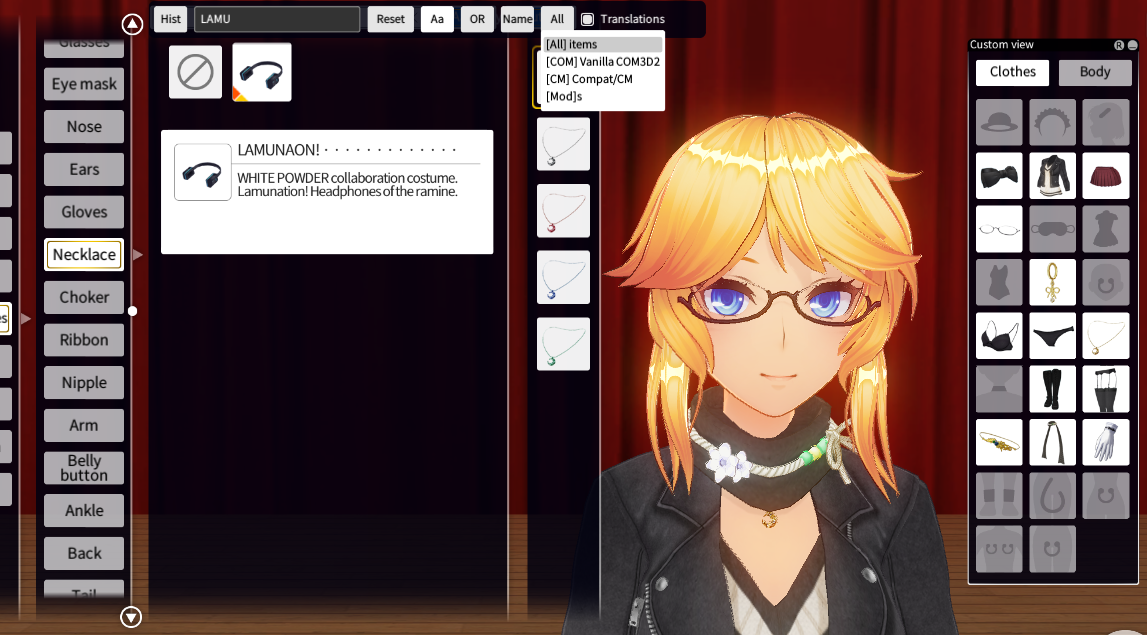 Hist
LAMU
Reset
Aa
OR
Name
All
Translations
[All] items
[COM] Vanilla COM3D2
[CM] Compat/CM
[Mod]s
Glasses
Eye mask
Nose
Ears
Gloves
Necklace
Choker
Ribbon
Nipple
Arm
Belly
button
Ankle
Back
Tail
LAMUNAON! · · · · · · · · · · · · ·
WHITE POWDER collaboration costume.
Lamunation! Headphones of the ramine.
Custom view
R
Clothes
Body